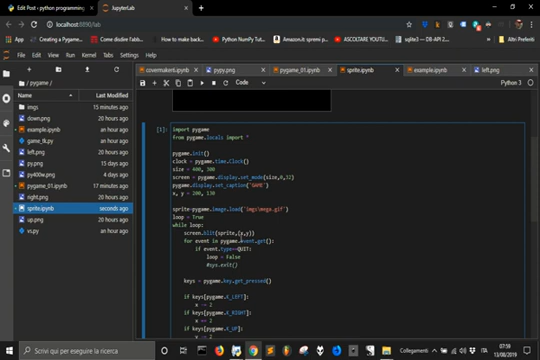 Edit Post - python programming
JupyterLab
localhost:8890/lab
App
Creating a Powerful
Come disdire Fabb
How to make back
Python NumPy Tut
Amazon.it spremi p
ASCOLTARE YOUTUB
sqlite3 — DB-API 2
Altri Preferiti
File Edit View Run Kernel Tabs Settings Help
covermaker6.ipynb
pypy.png
pygame_01.ipynb
sprite.ipynb
example.ipynb
left.png
Code
Python 3
/ pygame /
Name
Last Modified
imgs 15 minutes ago
down.png 20 hours ago
example.ipynb an hour ago
game_tk.py an hour ago
left.png 20 hours ago
py.png 15 days ago
py400w.png 4 days ago
pygame_01.ipynb 17 minutes ago
right.png 20 hours ago
sprite.ipynb seconds ago
up.png 20 hours ago
vs.py an hour ago
[1]:
import pygame
from pygame.locals import *
pygame.init()
clock = pygame.time.Clock()
size = 400, 300
screen = pygame.display.set_mode(size,0,32)
pygame.display.set_caption('GAME')
x, y = 200, 130
sprite=pygame.image.load('imgs\mega.gif')
loop = True
while loop:
screen.blit(sprite,(x,y))
for event in pygame.event.get():
if event.type==QUIT:
loop = False
#sys.exit()
keys = pygame.key.get_pressed()
if keys[pygame.K_LEFT]:
x -= 2
if keys[pygame.K_RIGHT]:
x += 2
if keys[pygame.K_UP]:
y -= 2
Scrivi qui per eseguire la ricerca
Collegamenti
ITA
07:59
13/08/2019